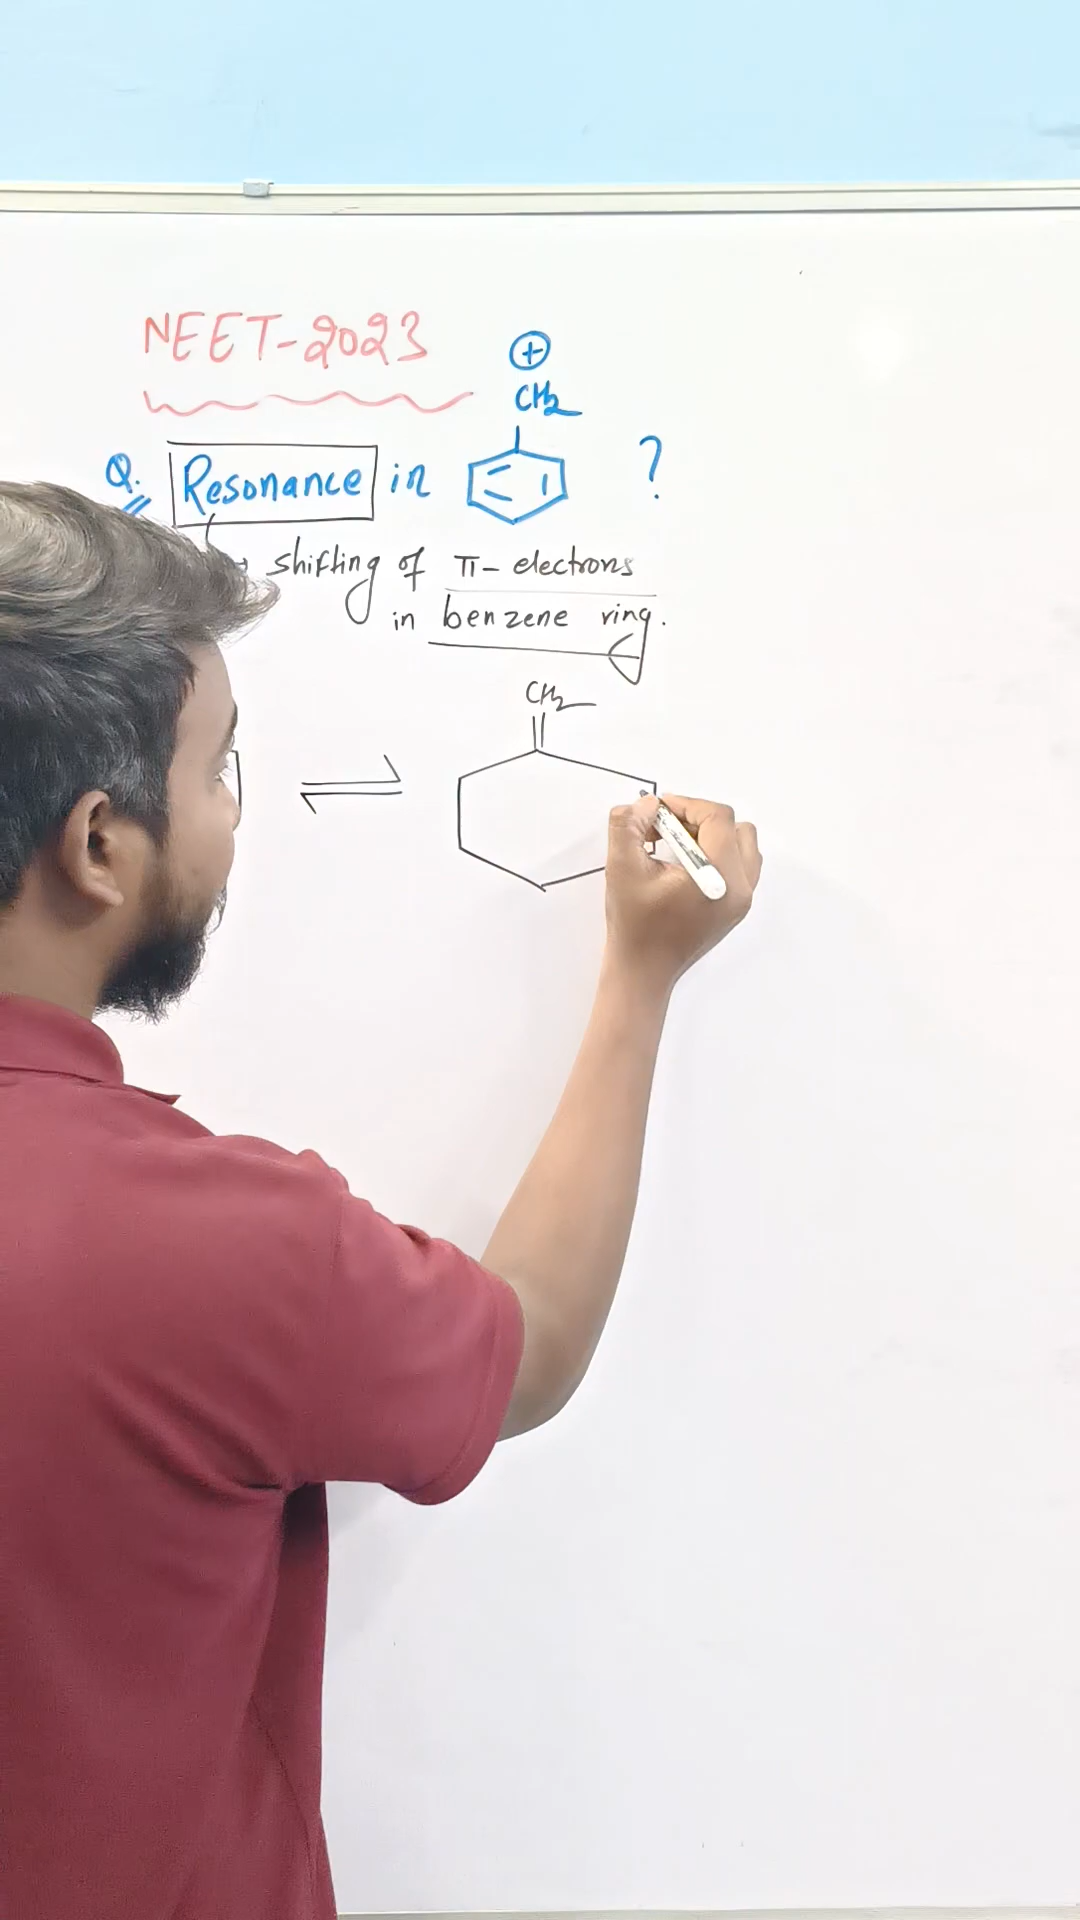 NEET-2023
⊕
CH2
Q. Resonance in ?
shifting of π- electrons
in benzene ring.
CH2